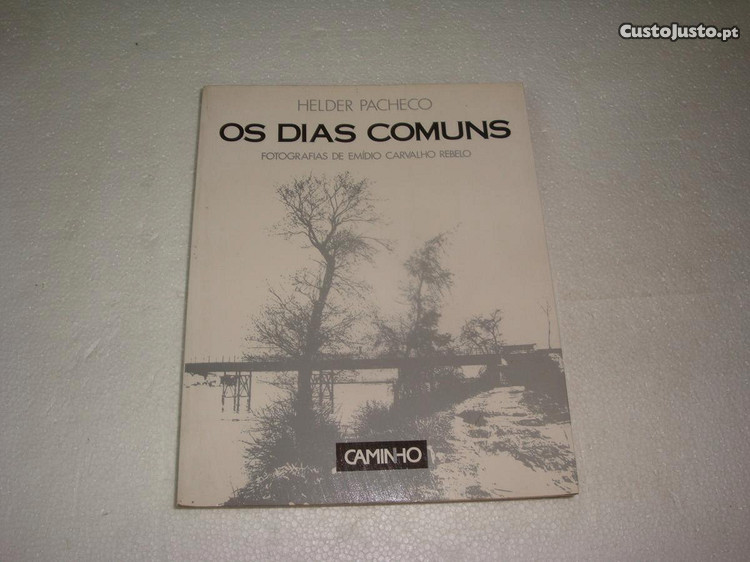 CustoJusto.pt
HELDER PACHECO
OS DIAS COMUNS
FOTOGRAFIAS DE EMÍDIO CARVALHO REBELO
CAMINHO